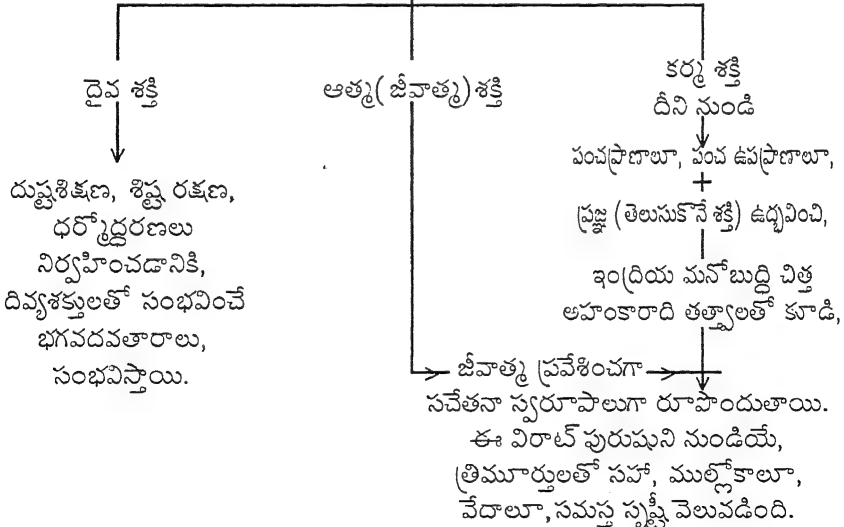 దైవ శక్తి
దుష్టశిక్షణ, శిష్ట రక్షణ,
ధర్మోద్ధరణలు
నిర్వహించడానికి,
దివ్యశక్తులతో సంభవించే
భగవదవతారాలు,
సంభవిస్తాయి.
ఆత్మ(జీవాత్మ)శక్తి
కర్మ శక్తి
దీని నుండి
పంచప్రాణాలూ, పంచ ఉపప్రాణాలూ,
+
ప్రజ్ఞ (తెలుసుకొనే శక్తి) ఉద్భవించి,
ఇంద్రియ మనోబుద్ధి చిత్త
అహంకారాది తత్త్వాలతో కూడి,
జీవాత్మ ప్రవేశించగా
సచేతనా స్వరూపాలుగా రూపొందుతాయి.
ఈ విరాట్ పురుషుని నుండియే,
త్రిమూర్తులతో సహా, ముల్లోకాలూ,
వేదాలూ,సమస్త సృష్టీ వెలువడింది.